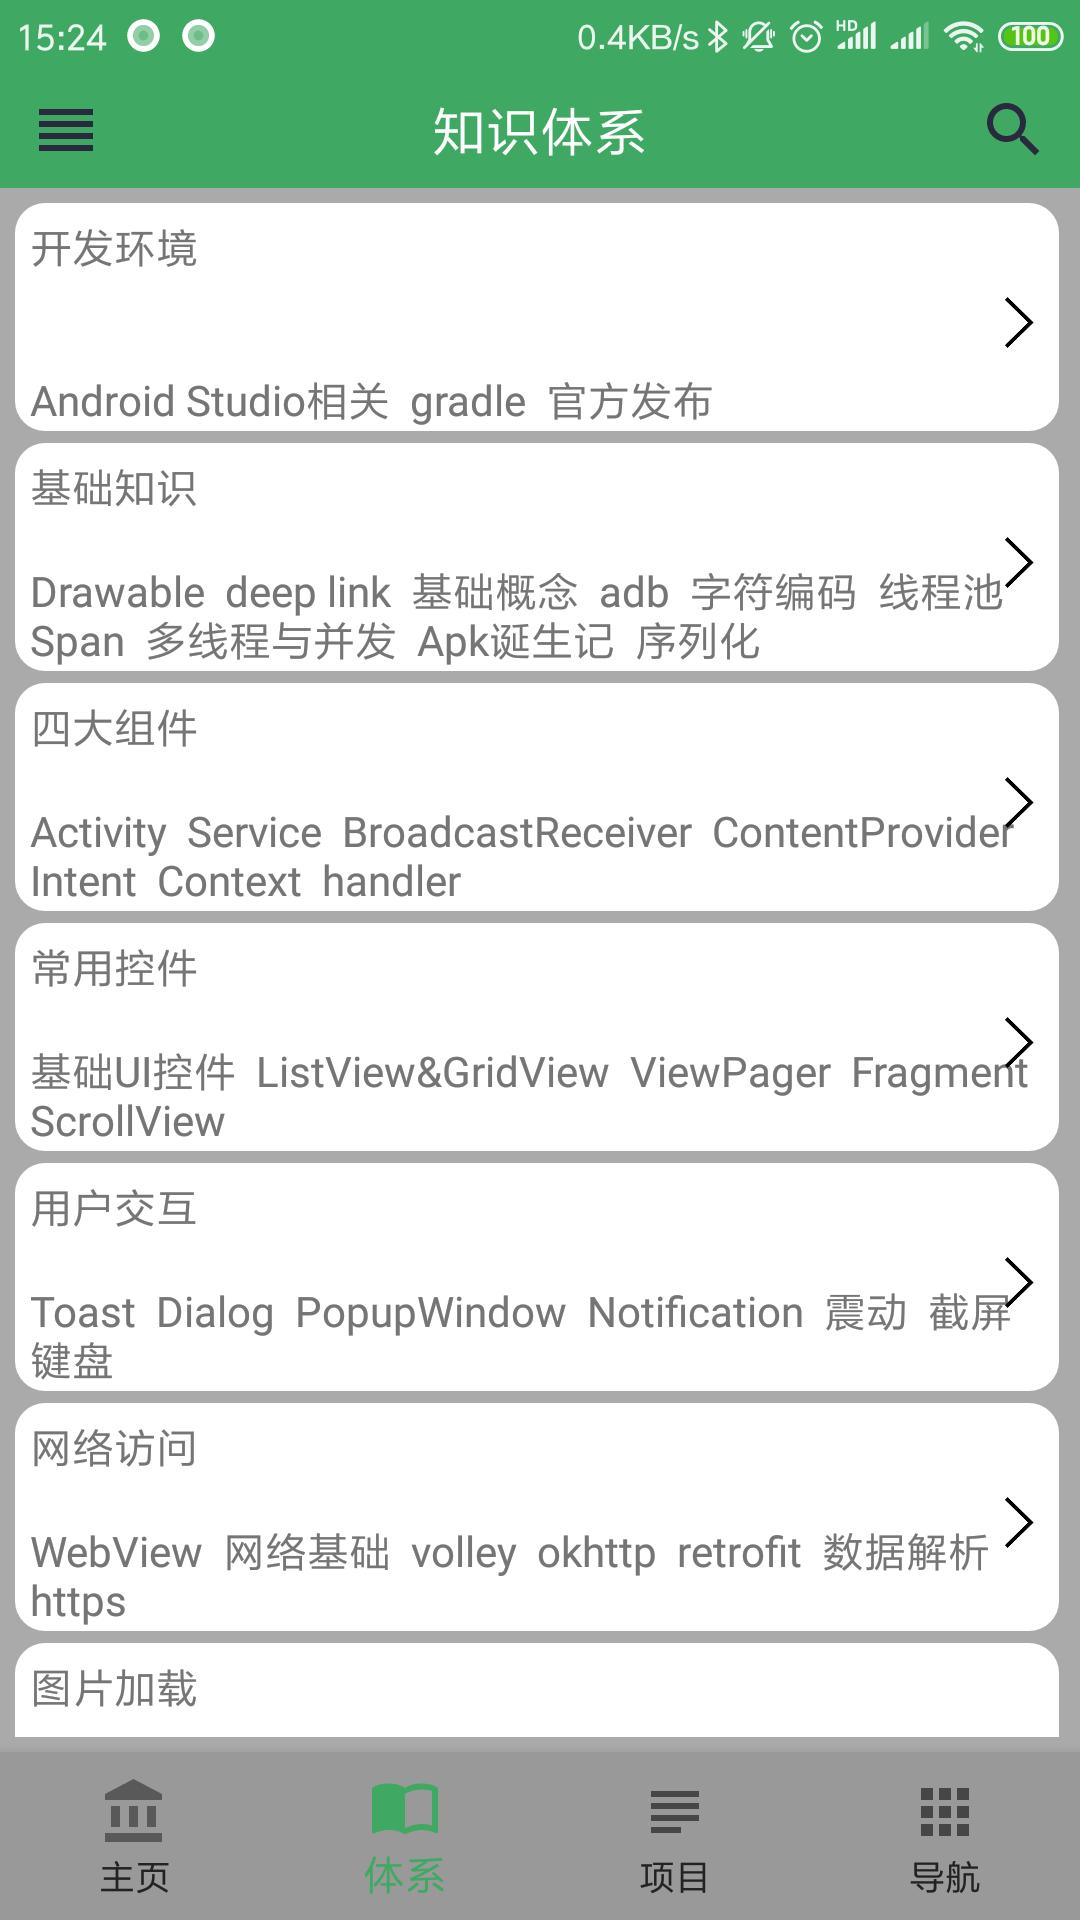 15:24 0.4KB/s HD 100
知识体系
开发环境
Android Studio相关 gradle 官方发布
基础知识
Drawable deep link 基础概念 adb 字符编码 线程池
Span 多线程与并发 Apk诞生记 序列化
四大组件
Activity Service BroadcastReceiver ContentProvider
Intent Context handler
常用控件
基础UI控件 ListView&GridView ViewPager Fragment
ScrollView
用户交互
Toast Dialog PopupWindow Notification 震动 截屏
键盘
网络访问
WebView 网络基础 volley okhttp retrofit 数据解析
https
图片加载
主页 体系 项目 导航